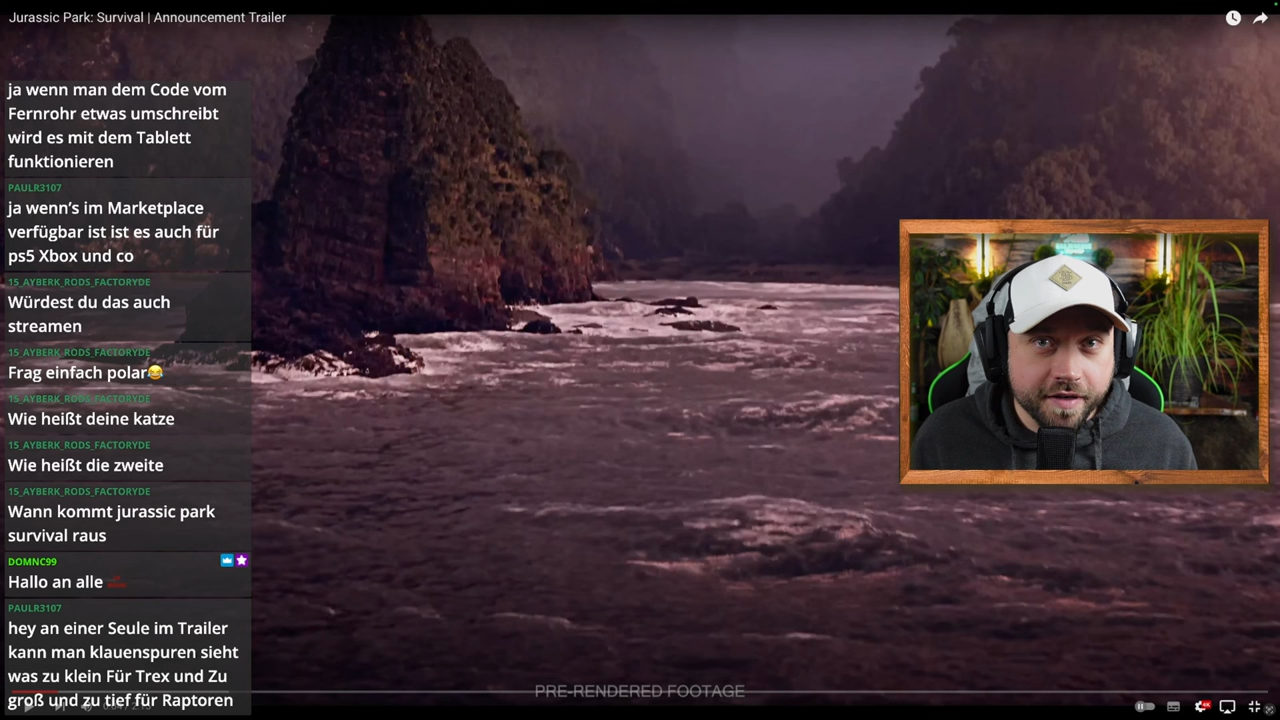 Jurassic Park: Survival | Announcement Trailer
ja wenn man dem Code vom
Fernrohr etwas umschreibt
wird es mit dem Tablett
funktionieren
PAULR3107
ja wenn's im Marketplace
verfügbar ist ist es auch für
ps5 Xbox und co
15_AYBERK_RODS_FACTORYDE
Würdest du das auch
streamen
15_AYBERK_RODS_FACTORYDE
Frag einfach polar😂
15_AYBERK_RODS_FACTORYDE
Wie heißt deine katze
15_AYBERK_RODS_FACTORYDE
Wie heißt die zweite
15_AYBERK_RODS_FACTORYDE
Wann kommt jurassic park
survival raus
DOMNC99
Hallo an alle
PAULR3107
hey an einer Seule im Trailer
kann man klauenspuren sieht
was zu klein Für Trex und Zu
groß und zu tief für Raptoren
PRE-RENDERED FOOTAGE
4K